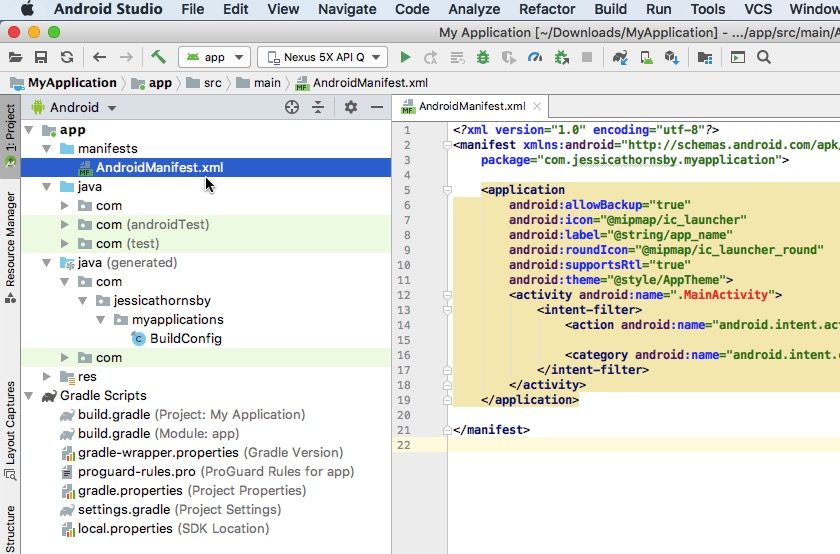 Android Studio File Edit View Navigate Code Analyze Refactor Build Run Tools VCS Window
My Application [~/Downloads/MyApplication] - .../app/src/main/A
app Nexus 5X API Q
MyApplication app src main AndroidManifest.xml
1: Project
Resource Manager
Layout Captures
Structure
Android
app
manifests
AndroidManifest.xml
java
com
com (androidTest)
com (test)
java (generated)
com
jessicathornsby
myapplications
BuildConfig
com
res
Gradle Scripts
build.gradle (Project: My Application)
build.gradle (Module: app)
gradle-wrapper.properties (Gradle Version)
proguard-rules.pro (ProGuard Rules for app)
gradle.properties (Project Properties)
settings.gradle (Project Settings)
local.properties (SDK Location)
AndroidManifest.xml
1 <?xml version="1.0" encoding="utf-8"?>
2 <manifest xmlns:android="http://schemas.android.com/apk/
3 package="com.jessicathornsby.myapplication">
4
5 <application
6 android:allowBackup="true"
7 android:icon="@mipmap/ic_launcher"
8 android:label="@string/app_name"
9 android:roundIcon="@mipmap/ic_launcher_round"
10 android:supportsRtl="true"
11 android:theme="@style/AppTheme">
12 <activity android:name=".MainActivity">
13 <intent-filter>
14 <action android:name="android.intent.act
15
16 <category android:name="android.intent.
17 </intent-filter>
18 </activity>
19 </application>
20
21 </manifest>
22